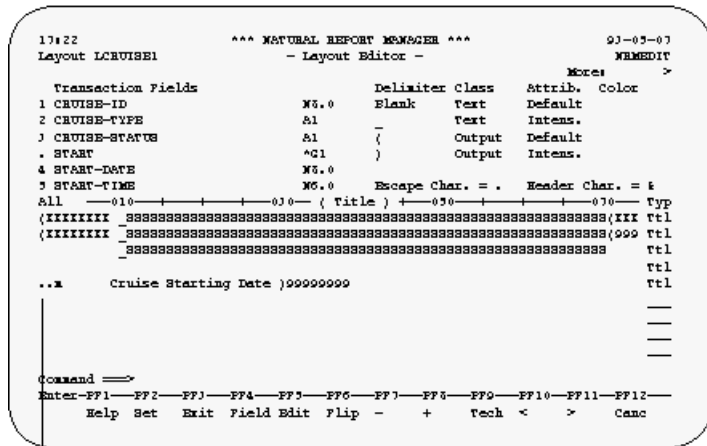 17:22 *** NATURAL REPORT MANAGER *** 93-05-07
Layout LCRUISE1 - Layout Editor - NRMEDIT
More: >
Transaction Fields Delimiter Class Attrib. Color
1 CRUISE-ID N8.0 Blank Text Default
2 CRUISE-TYPE A1 _ Text Intens.
3 CRUISE-STATUS A1 ( Output Default
. START *G1 ) Output Intens.
4 START-DATE N8.0
5 START-TIME N6.0 Escape Char. = . Header Char. = &
All ----010---+----+----030-- ( Title ) +---050----+----+----070-- Typ
(XXXXXXXX Ttl
(XXXXXXXX Ttl
Ttl
Ttl
Cruise Starting Date )99999999 Ttl
Command ===>
Enter-PF1---PF2---PF3---PF4---PF5---PF6---PF7---PF8---PF9---PF10--PF11--PF12---
Help Set Exit Field Edit Flip - + Tech < > Canc